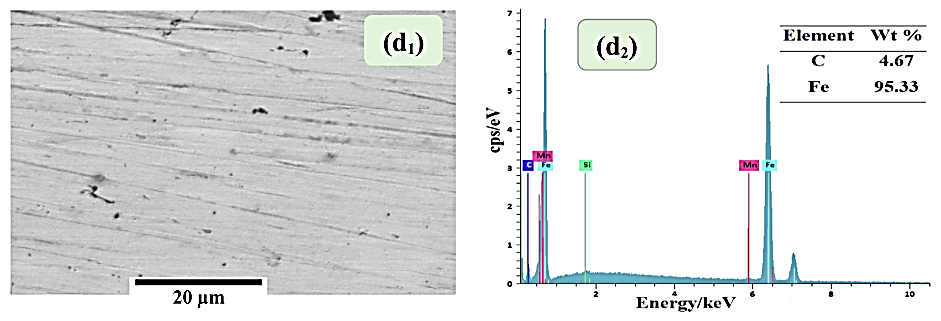 (d1)
20 µm
(d2)
Element Wt %
C 4.67
Fe 95.33
cps/eV
7
6
5
4
3
2
1
0
C
Mn
Fe
Si
Mn
Fe
2 4 6 8 10
Energy/keV